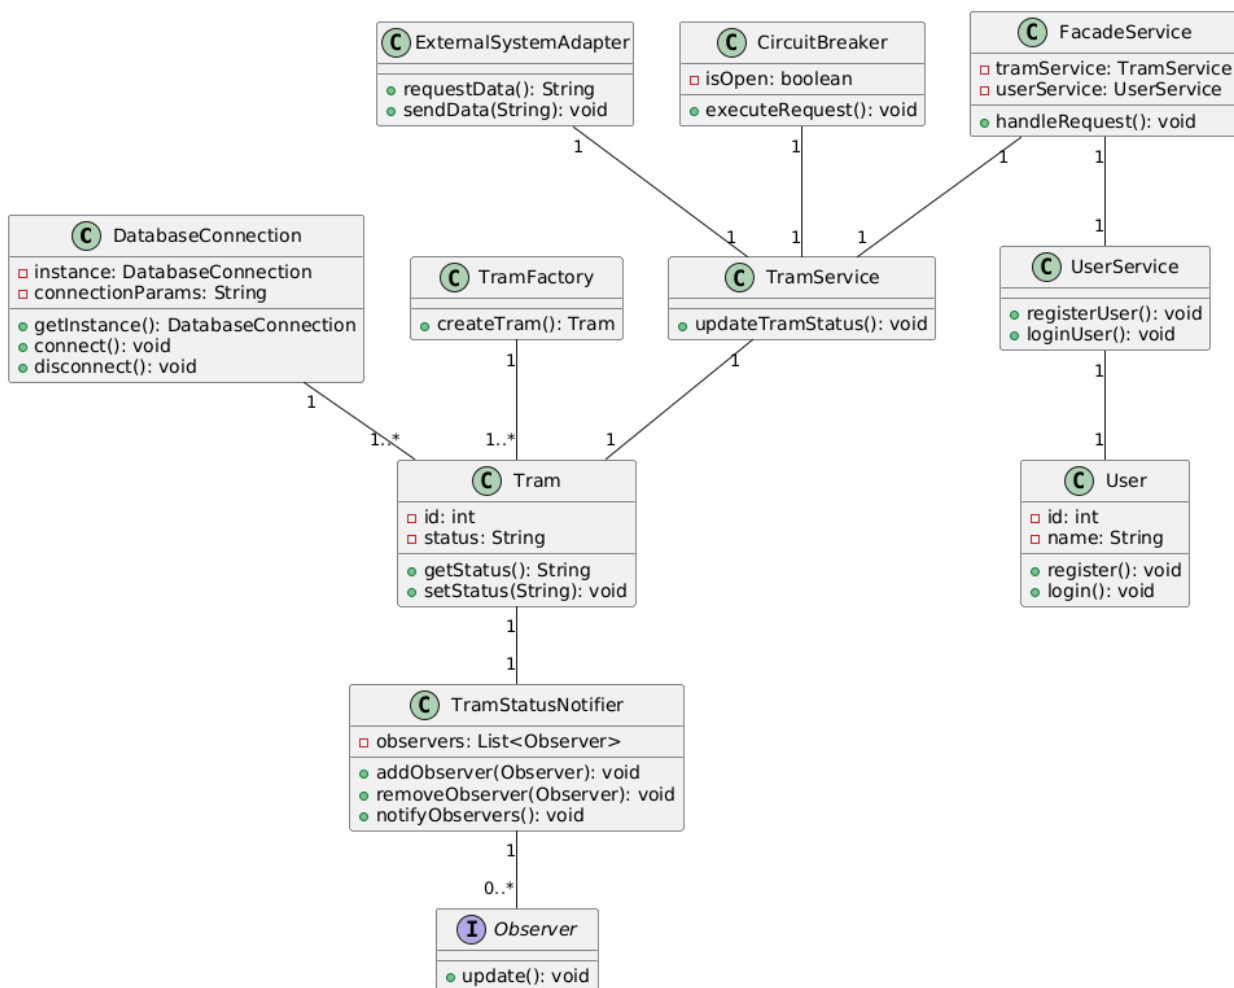 C ExternalSystemAdapter
requestData(): String
sendData(String): void
C CircuitBreaker
isOpen: boolean
executeRequest(): void
C FacadeService
tramService: TramService
userService: UserService
handleRequest(): void
1
1
1
1
1
1
1
1
C DatabaseConnection
instance: DatabaseConnection
connectionParams: String
getInstance(): DatabaseConnection
connect(): void
disconnect(): void
C TramFactory
createTram(): Tram
C TramService
updateTramStatus(): void
C UserService
registerUser(): void
loginUser(): void
1
1
1
1
1..*
1..*
1
1
C Tram
id: int
status: String
getStatus(): String
setStatus(String): void
C User
id: int
name: String
register(): void
login(): void
1
1
C TramStatusNotifier
observers: List<Observer>
addObserver(Observer): void
removeObserver(Observer): void
notifyObservers(): void
1
0..*
I Observer
update(): void